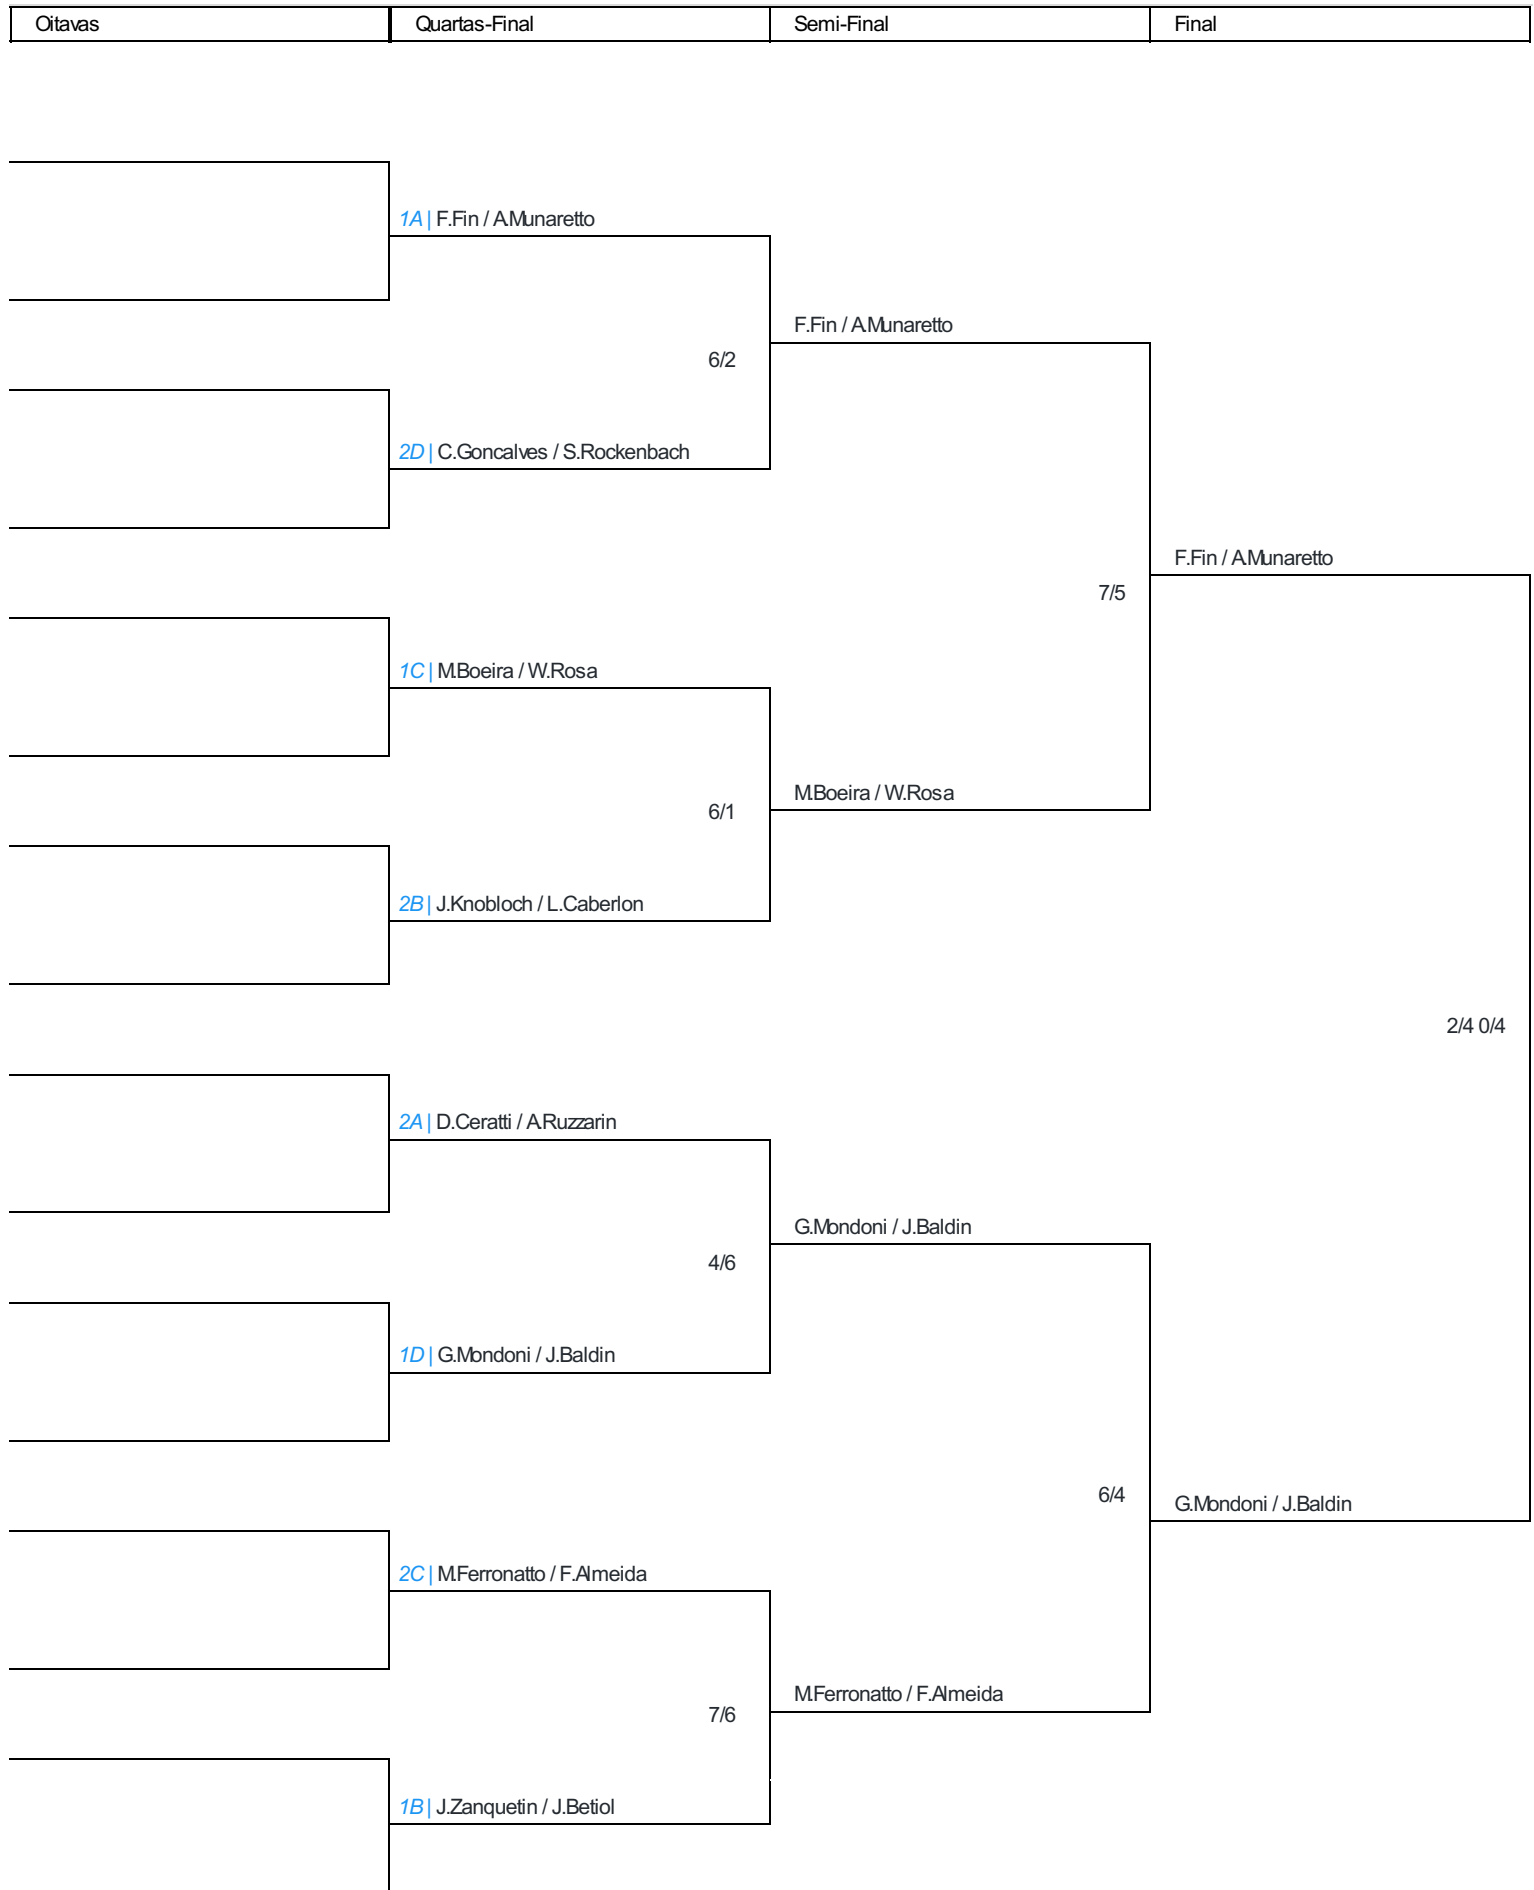 Oitavas Quartas-Final Semi-Final Final
1A | F.Fin / A.Munaretto
F.Fin / A.Munaretto
6/2
2D | C.Goncalves / S.Rockenbach
F.Fin / A.Munaretto
7/5
1C | M.Boeira / W.Rosa
M.Boeira / W.Rosa
6/1
2B | J.Knobloch / L.Caberlon
2/4 0/4
2A | D.Ceratti / A.Ruzzarin
G.Mondoni / J.Baldin
4/6
1D | G.Mondoni / J.Baldin
6/4
G.Mondoni / J.Baldin
2C | M.Ferronatto / F.Almeida
M.Ferronatto / F.Almeida
7/6
1B | J.Zanquetin / J.Betiol